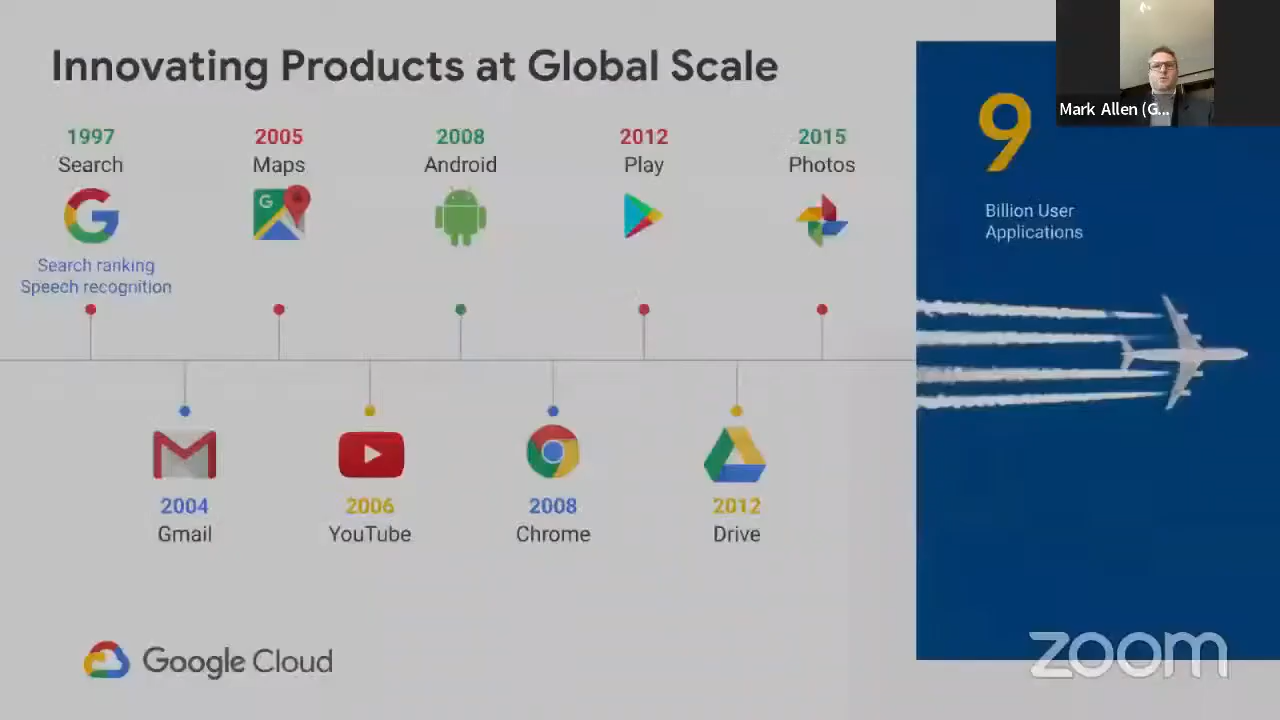 Innovating Products at Global Scale
1997
Search
Search ranking
Speech recognition
2005
Maps
2008
Android
2012
Play
2015
Photos
2004
Gmail
2006
YouTube
2008
Chrome
2012
Drive
9
Billion User
Applications
Mark Allen (G...
Google Cloud
zoom